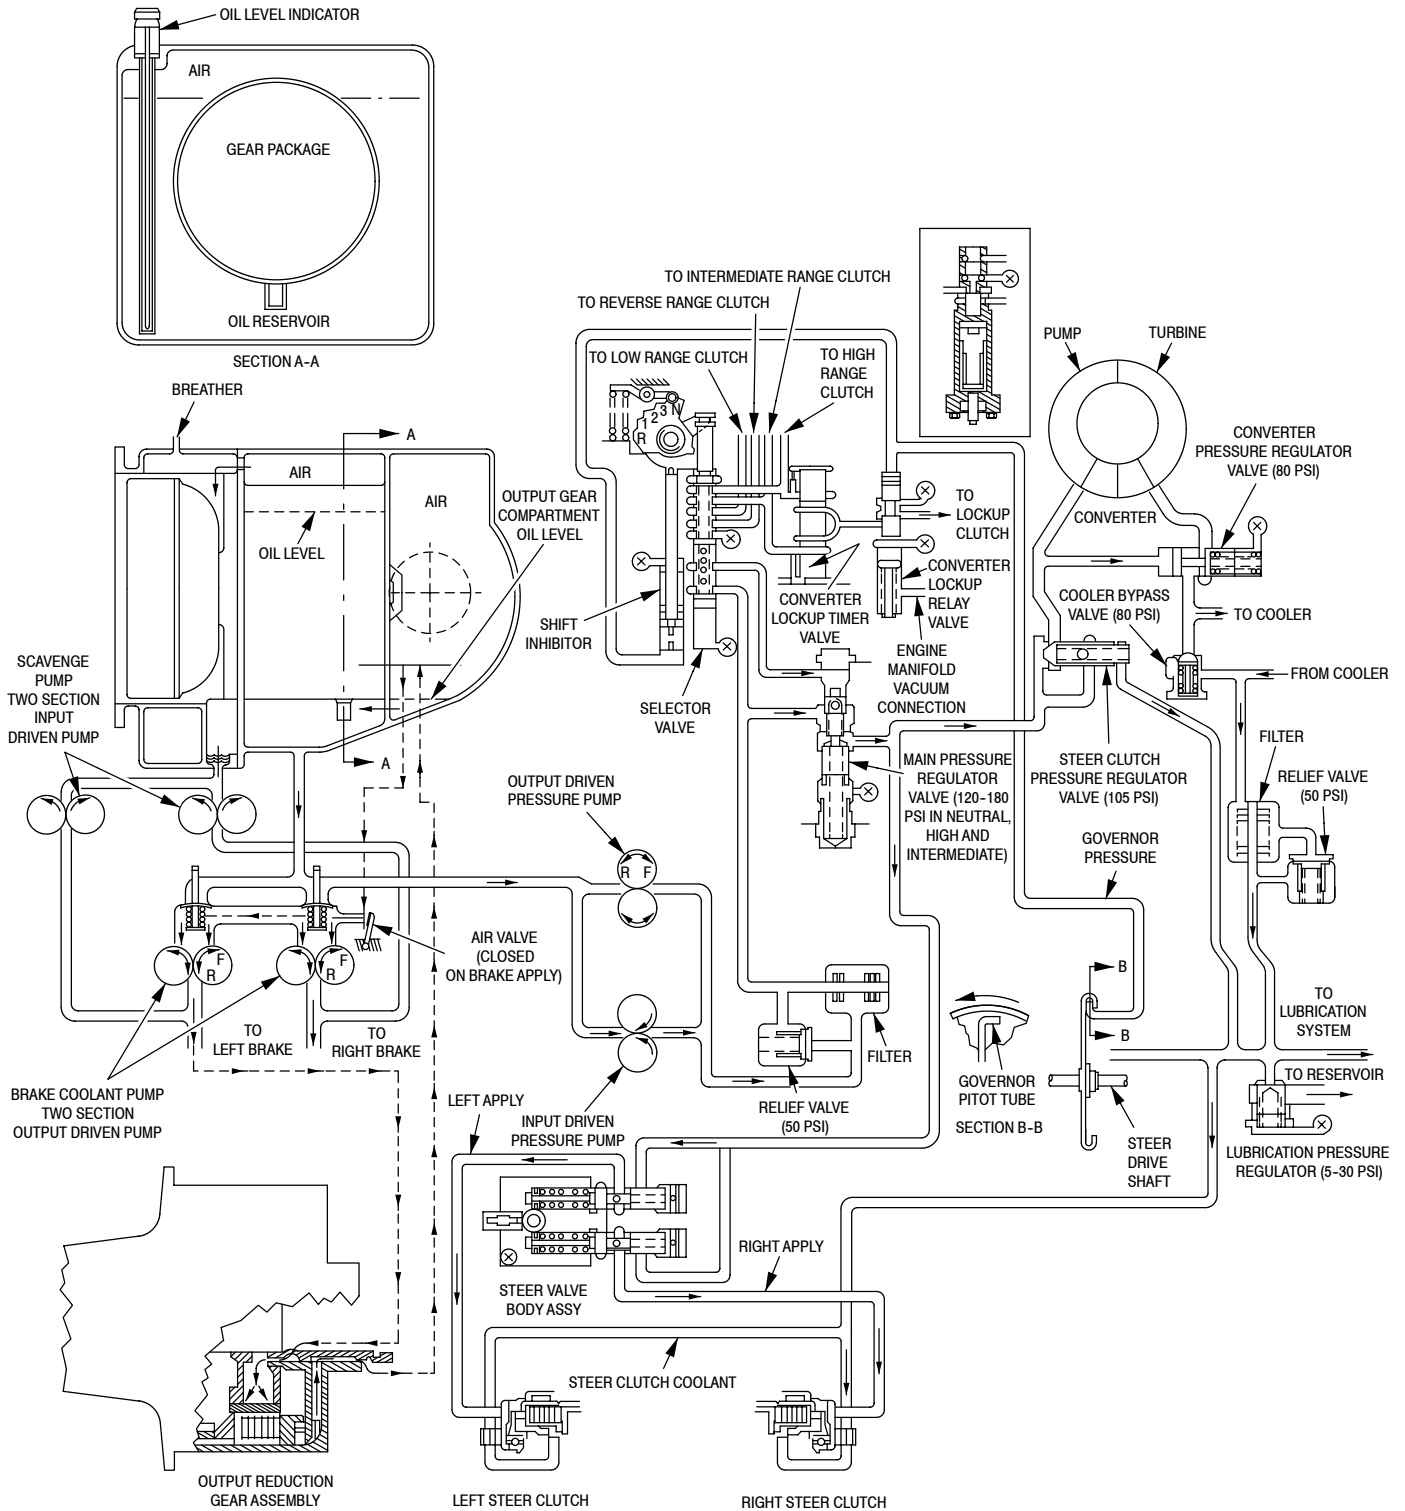 OIL LEVEL INDICATOR
AIR
GEAR PACKAGE
OIL RESERVOIR
SECTION A-A
BREATHER
A
AIR
AIR
OIL LEVEL
OUTPUT GEAR
COMPARTMENT
OIL LEVEL
A
SCAVENGE
PUMP
TWO SECTION
INPUT
DRIVEN PUMP
F
R
F
R
AIR VALVE
(CLOSED
ON BRAKE APPLY)
TO
LEFT BRAKE
TO
RIGHT BRAKE
BRAKE COOLANT PUMP
TWO SECTION
OUTPUT DRIVEN PUMP
OUTPUT REDUCTION
GEAR ASSEMBLY
TO INTERMEDIATE RANGE CLUTCH
TO REVERSE RANGE CLUTCH
TO LOW RANGE CLUTCH
TO HIGH
RANGE
CLUTCH
R 1 2 3 N
SHIFT
INHIBITOR
SELECTOR
VALVE
CONVERTER
LOCKUP TIMER
VALVE
TO
LOCKUP
CLUTCH
CONVERTER
LOCKUP
RELAY
VALVE
ENGINE
MANIFOLD
VACUUM
CONNECTION
PUMP
TURBINE
CONVERTER
CONVERTER
PRESSURE REGULATOR
VALVE (80 PSI)
COOLER BYPASS
VALVE (80 PSI)
TO COOLER
FROM COOLER
FILTER
RELIEF VALVE
(50 PSI)
STEER CLUTCH
PRESSURE REGULATOR
VALVE (105 PSI)
MAIN PRESSURE
REGULATOR
VALVE (120-180
PSI IN NEUTRAL,
HIGH AND
INTERMEDIATE)
GOVERNOR
PRESSURE
OUTPUT DRIVEN
PRESSURE PUMP
R F
INPUT DRIVEN
PRESSURE PUMP
FILTER
RELIEF VALVE
(50 PSI)
GOVERNOR
PITOT TUBE
SECTION B-B
B
B
STEER
DRIVE
SHAFT
TO
LUBRICATION
SYSTEM
TO RESERVOIR
LUBRICATION PRESSURE
REGULATOR (5-30 PSI)
LEFT APPLY
STEER VALVE
BODY ASSY
RIGHT APPLY
STEER CLUTCH COOLANT
LEFT STEER CLUTCH
RIGHT STEER CLUTCH